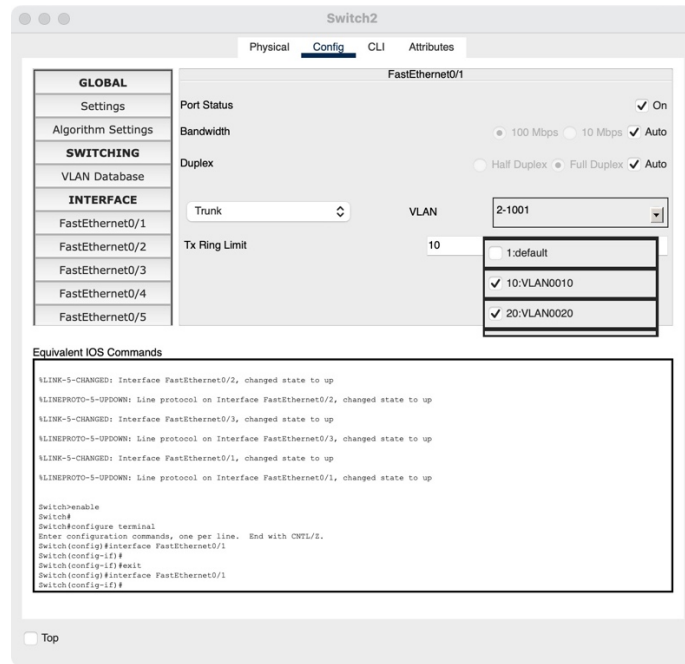 Switch2
Physical Config CLI Attributes
GLOBAL
Settings
Algorithm Settings
SWITCHING
VLAN Database
INTERFACE
FastEthernet0/1
FastEthernet0/2
FastEthernet0/3
FastEthernet0/4
FastEthernet0/5
FastEthernet0/1
Port Status On
Bandwidth 100 Mbps 10 Mbps Auto
Duplex Half Duplex Full Duplex Auto
Trunk VLAN 2-1001
Tx Ring Limit 10
1:default
10:VLAN0010
20:VLAN0020
Equivalent IOS Commands
%LINK-5-CHANGED: Interface FastEthernet0/2, changed state to up
%LINEPROTO-5-UPDOWN: Line protocol on Interface FastEthernet0/2, changed state to up
%LINK-5-CHANGED: Interface FastEthernet0/3, changed state to up
%LINEPROTO-5-UPDOWN: Line protocol on Interface FastEthernet0/3, changed state to up
%LINK-5-CHANGED: Interface FastEthernet0/1, changed state to up
%LINEPROTO-5-UPDOWN: Line protocol on Interface FastEthernet0/1, changed state to up
Switch>enable
Switch#
Switch#configure terminal
Enter configuration commands, one per line. End with CNTL/Z.
Switch(config)#interface FastEthernet0/1
Switch(config-if)#
Switch(config-if)#exit
Switch(config)#interface FastEthernet0/1
Switch(config-if)#
Top